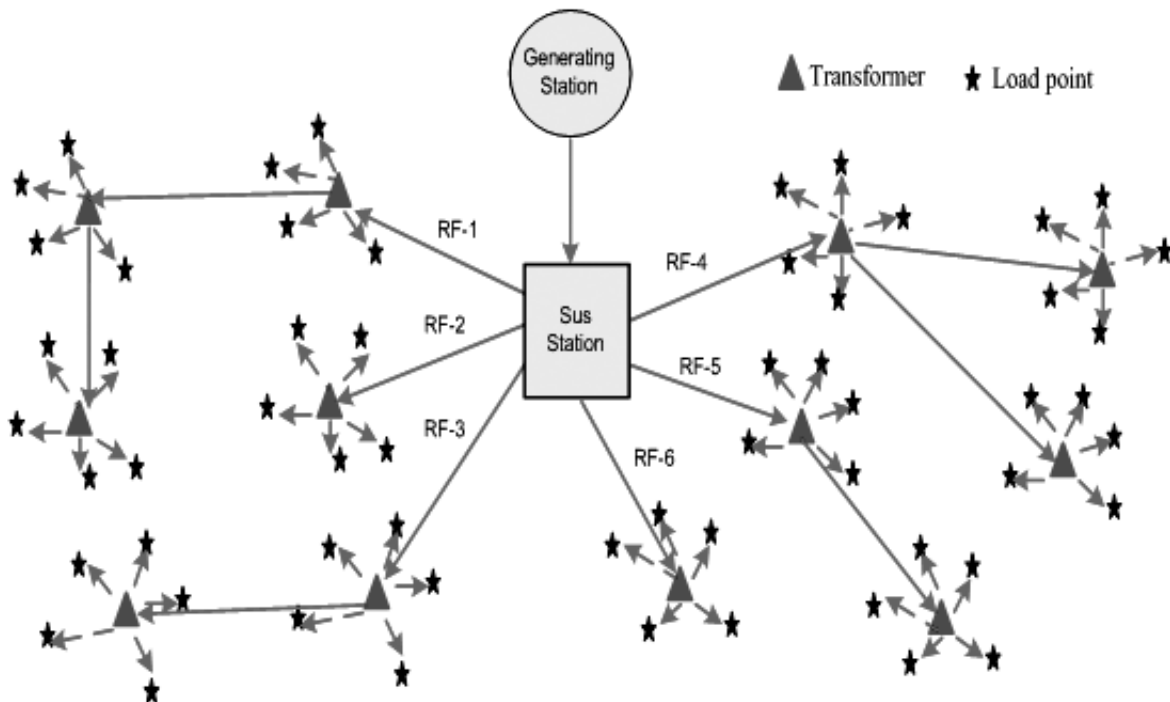 Generating
Station
Transformer
Load point
RF-1
RF-4
Sus
Station
RF-2
RF-5
RF-3
RF-6